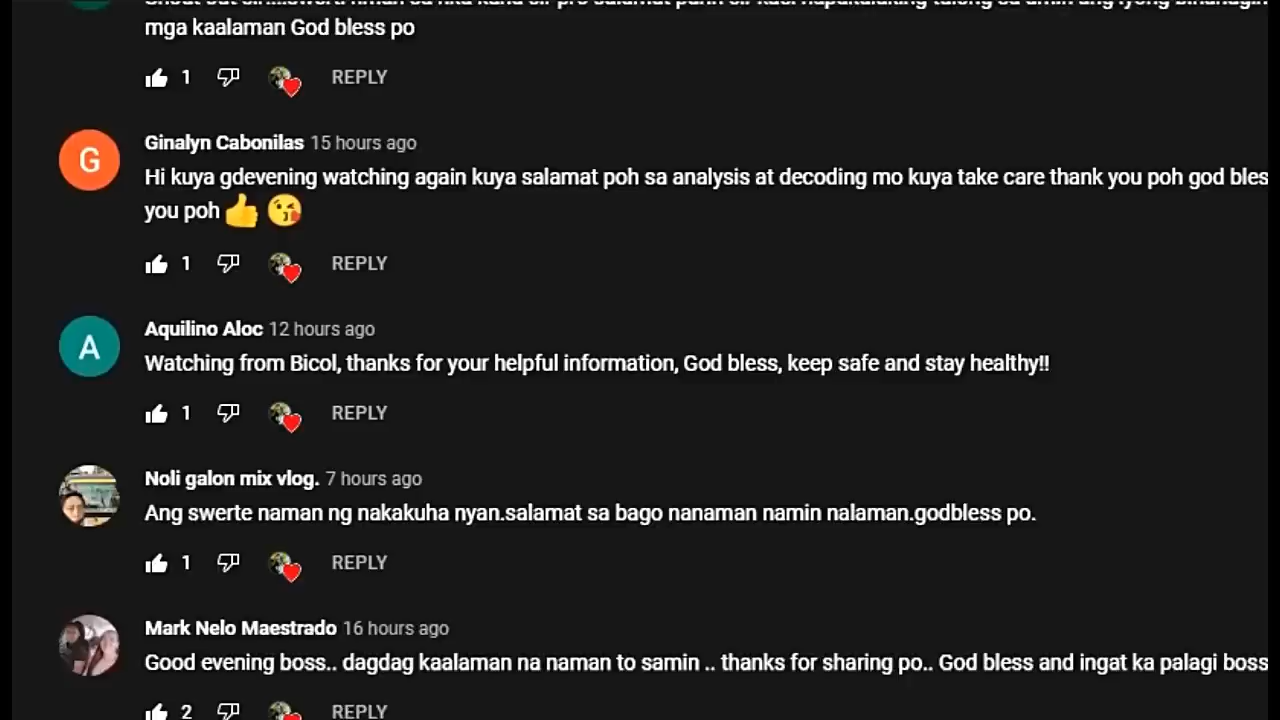 mga kaalaman God bless po
1 REPLY
G
Ginalyn Cabonilas 15 hours ago
Hi kuya gdevening watching again kuya salamat poh sa analysis at decoding mo kuya take care thank you poh god bles
you poh
1 REPLY
A
Aquilino Aloc 12 hours ago
Watching from Bicol, thanks for your helpful information, God bless, keep safe and stay healthy!!
1 REPLY
Noli galon mix vlog. 7 hours ago
Ang swerte naman ng nakakuha nyan.salamat sa bago nanaman namin nalaman.godbless po.
1 REPLY
Mark Nelo Maestrado 16 hours ago
Good evening boss.. dagdag kaalaman na naman to samin .. thanks for sharing po.. God bless and ingat ka palagi boss
2 REPLY